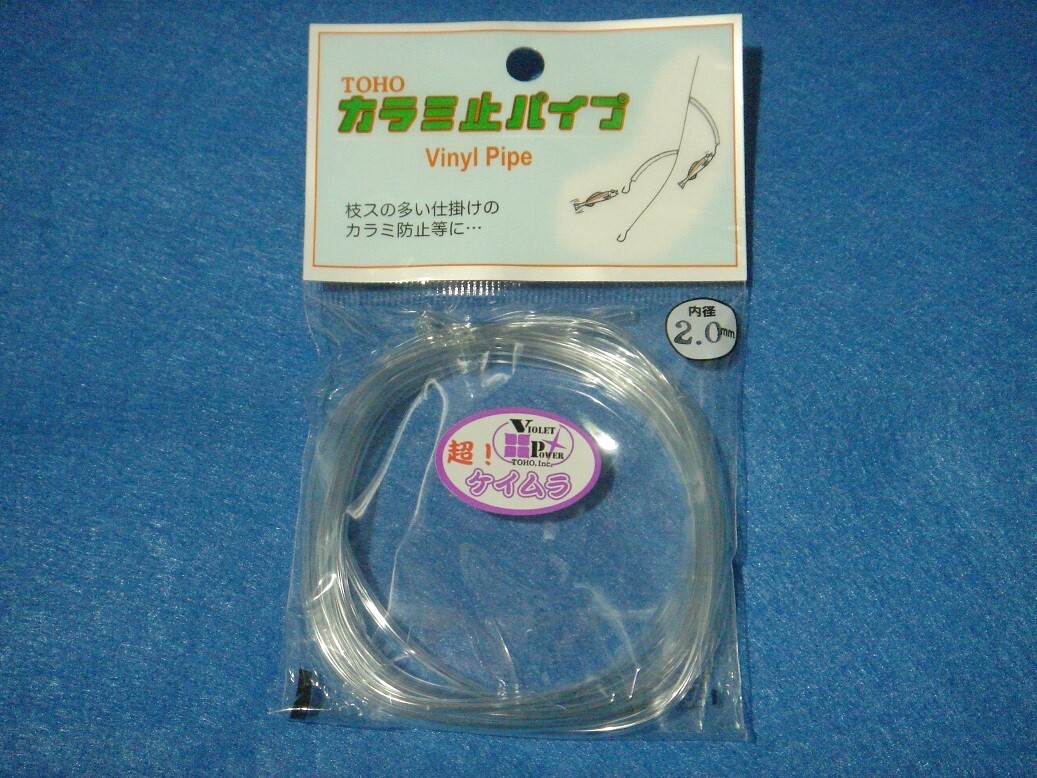 TOHO
カラミ止パイプ
Vinyl Pipe
枝スの多い仕掛けの
カラミ防止等に…
内径
2.0mm
VIOLET
POWER
TOHO, Inc.
超!
ケイムラ